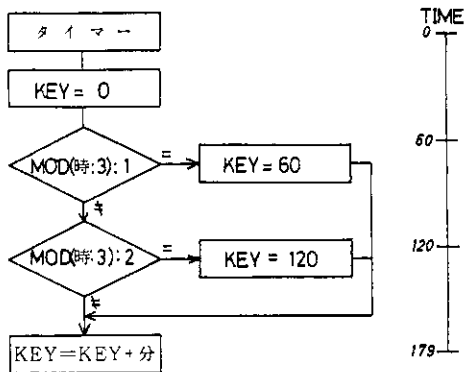 タイマー
KEY = 0
MOD(時:3):1
=
KEY = 60
≠
MOD(時:3):2
=
KEY = 120
≠
KEY=KEY+分
TIME
0
60
120
179